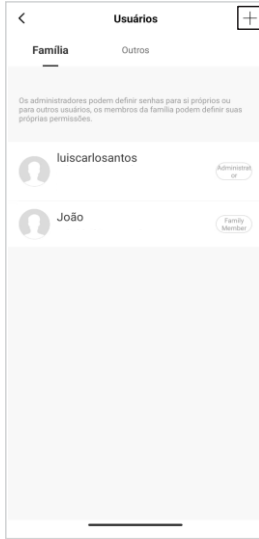 Usuários
Família Outros
Os administradores podem definir senhas para si próprios ou
para outros usuários, os membros da família podem definir suas
próprias permissões.
luiscarlosantos
Administrat
or
João
Family
Member